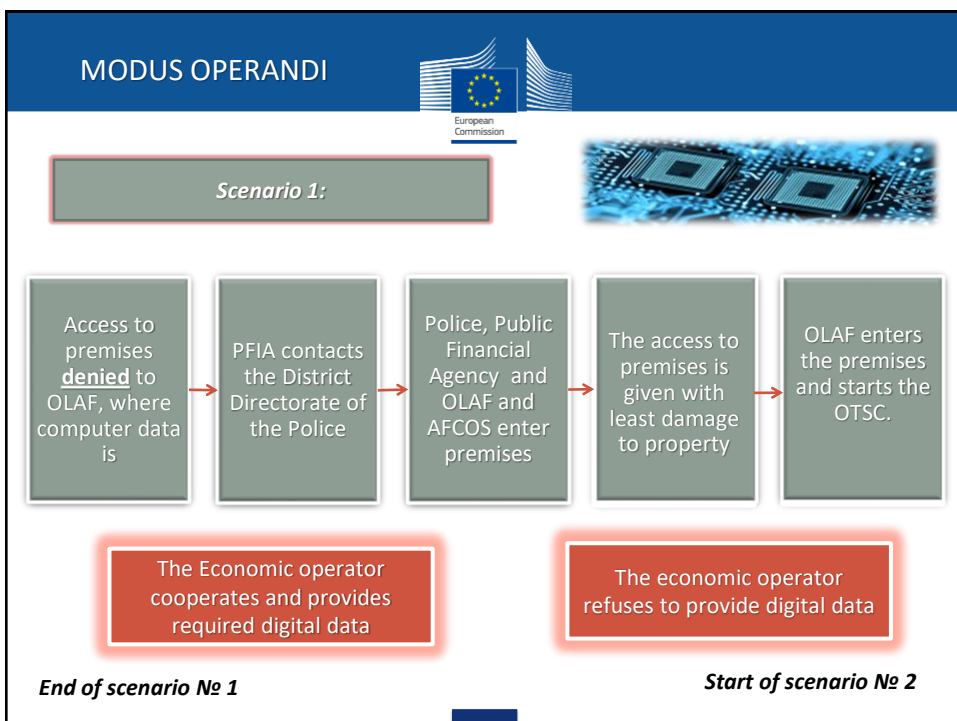 MODUS OPERANDI
European
Commission
Scenario 1:
Access to
premises
denied to
OLAF, where
computer data
is
PFIA contacts
the District
Directorate of
the Police
Police, Public
Financial
Agency and
OLAF and
AFCOS enter
premises
The access to
premises is
given with
least damage
to property
OLAF enters
the premises
and starts the
OTSC.
The Economic operator
cooperates and provides
required digital data
The economic operator
refuses to provide digital data
End of scenario № 1
Start of scenario № 2